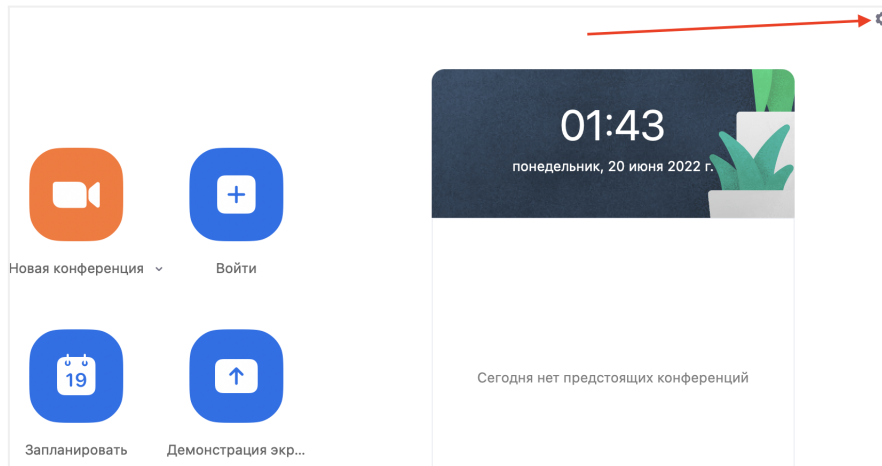 01:43
понедельник, 20 июня 2022 г.
Новая конференция
Войти
19
Запланировать
Демонстрация экр...
Сегодня нет предстоящих конференций